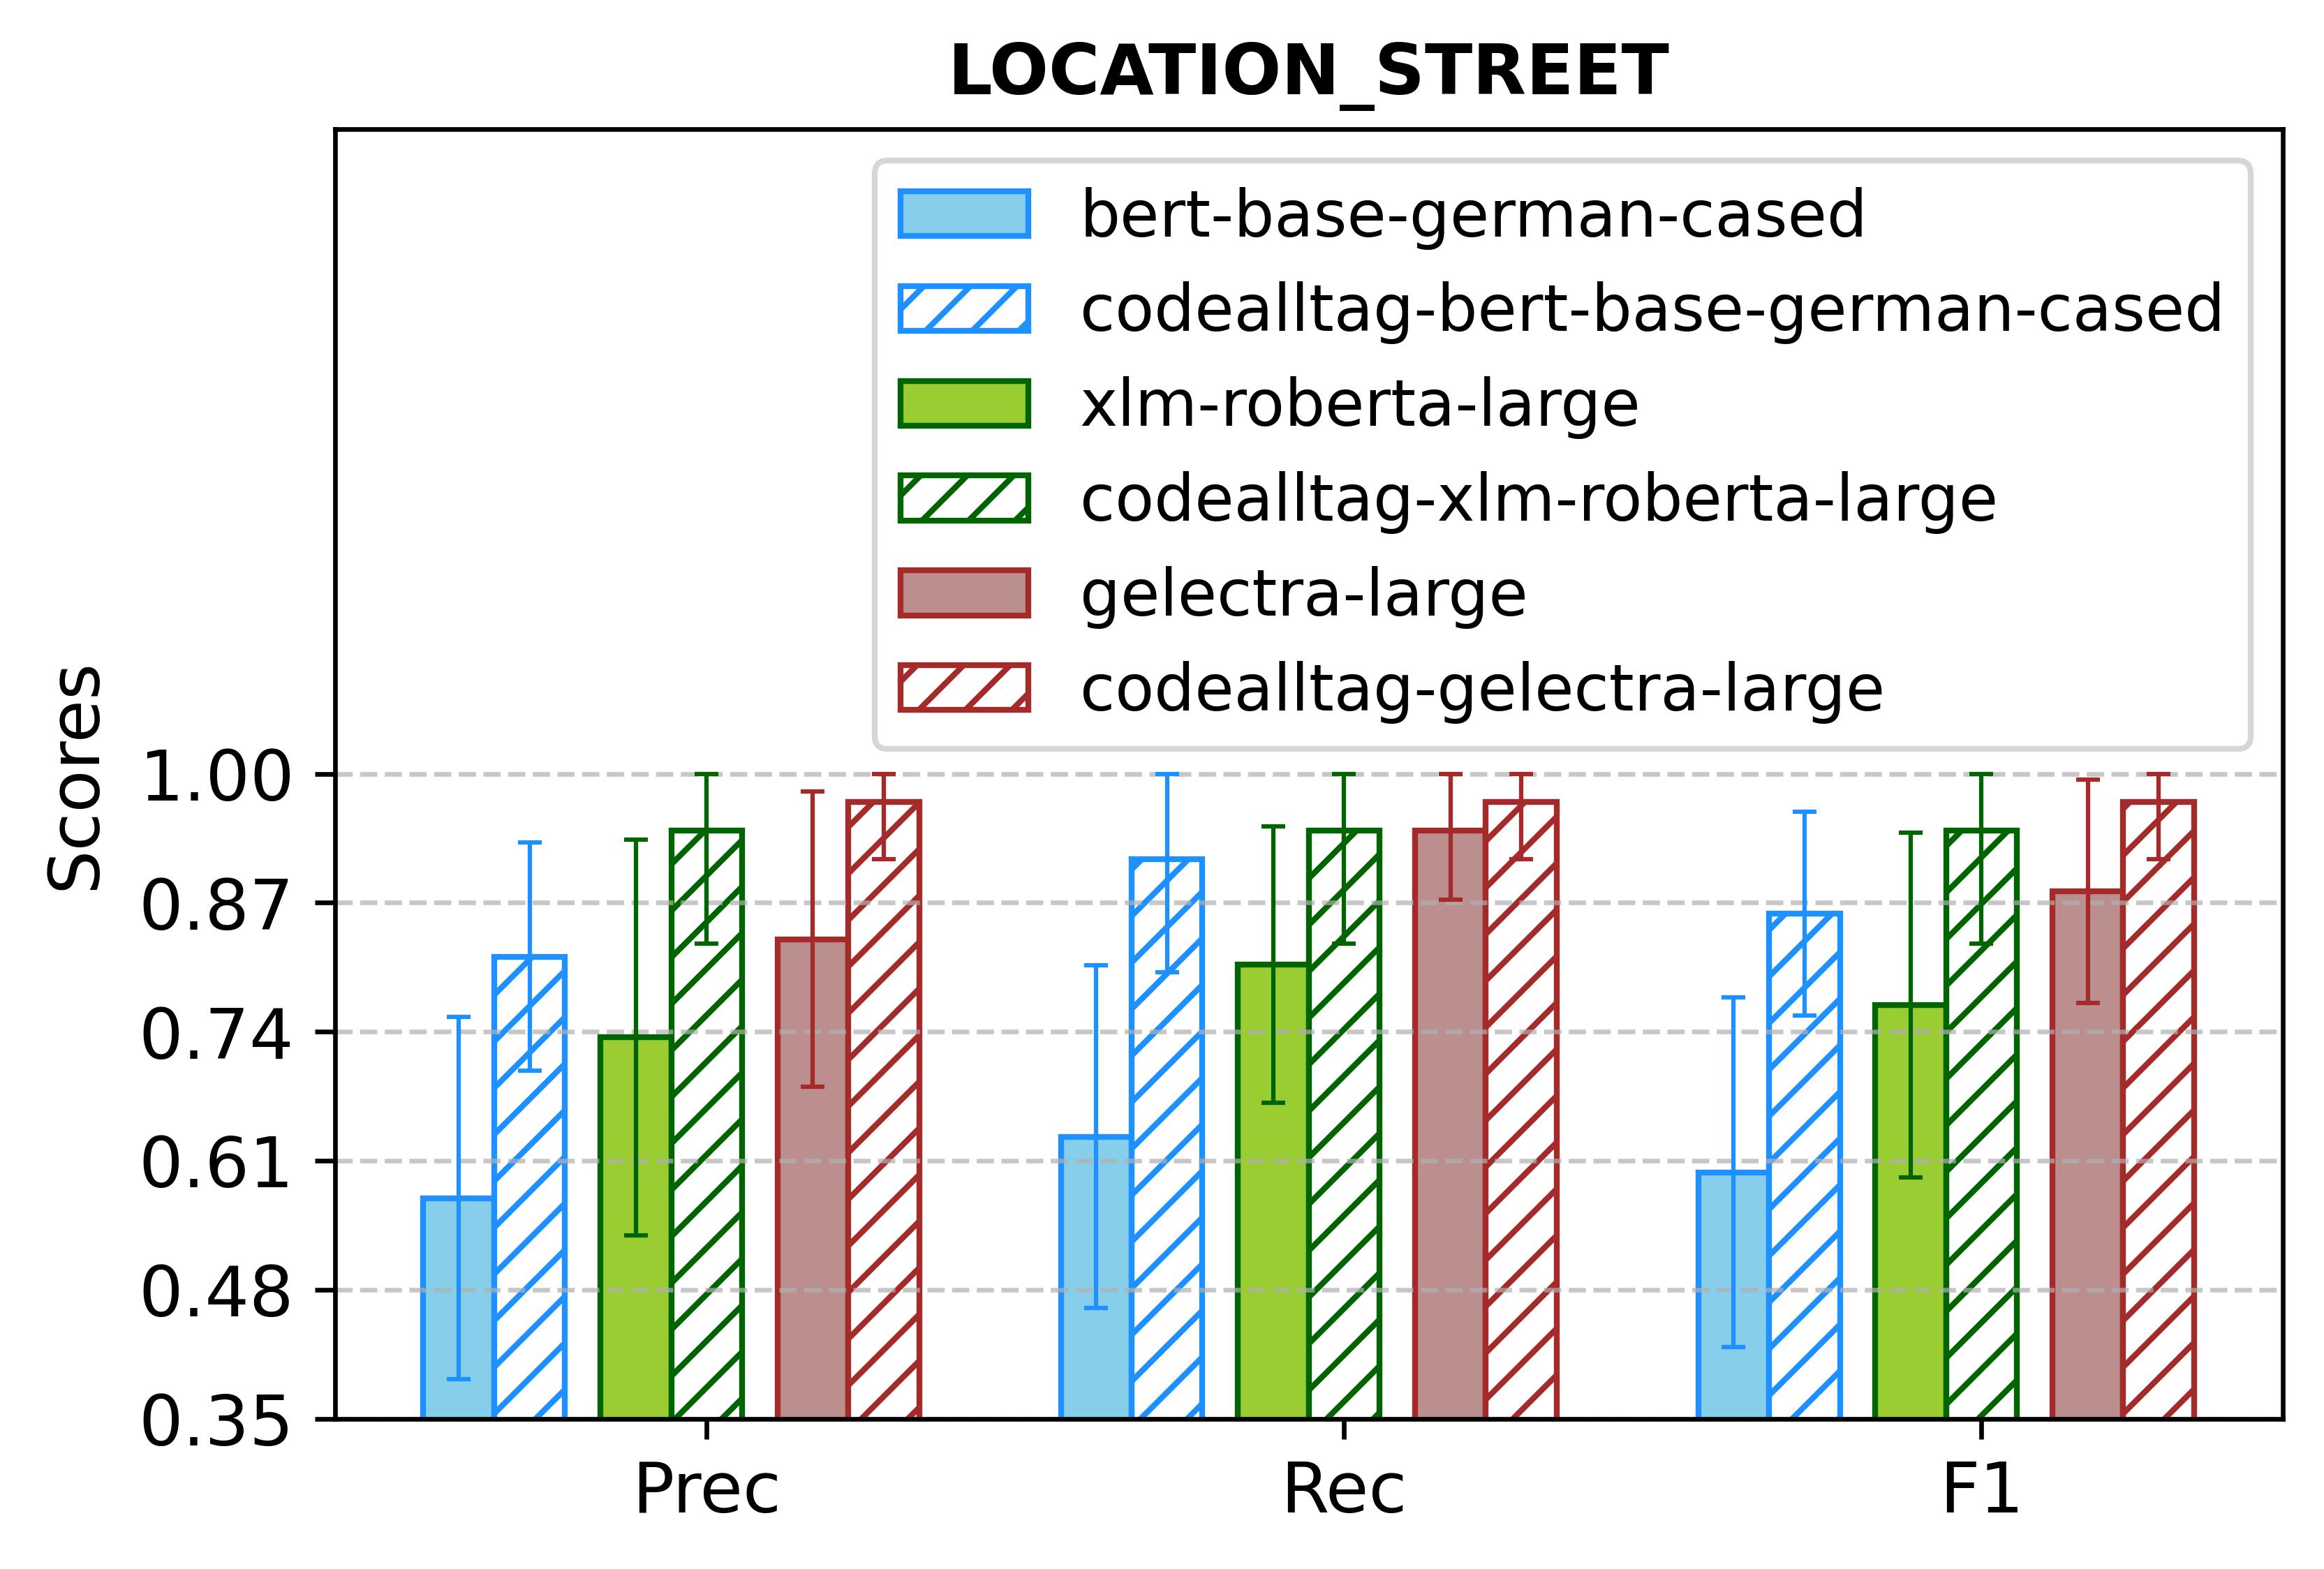 LOCATION_STREET
bert-base-german-cased
codealltag-bert-base-german-cased
xlm-roberta-large
codealltag-xlm-roberta-large
gelectra-large
codealltag-gelectra-large
Scores
1.00
0.87
0.74
0.61
0.48
0.35
Prec Rec F1